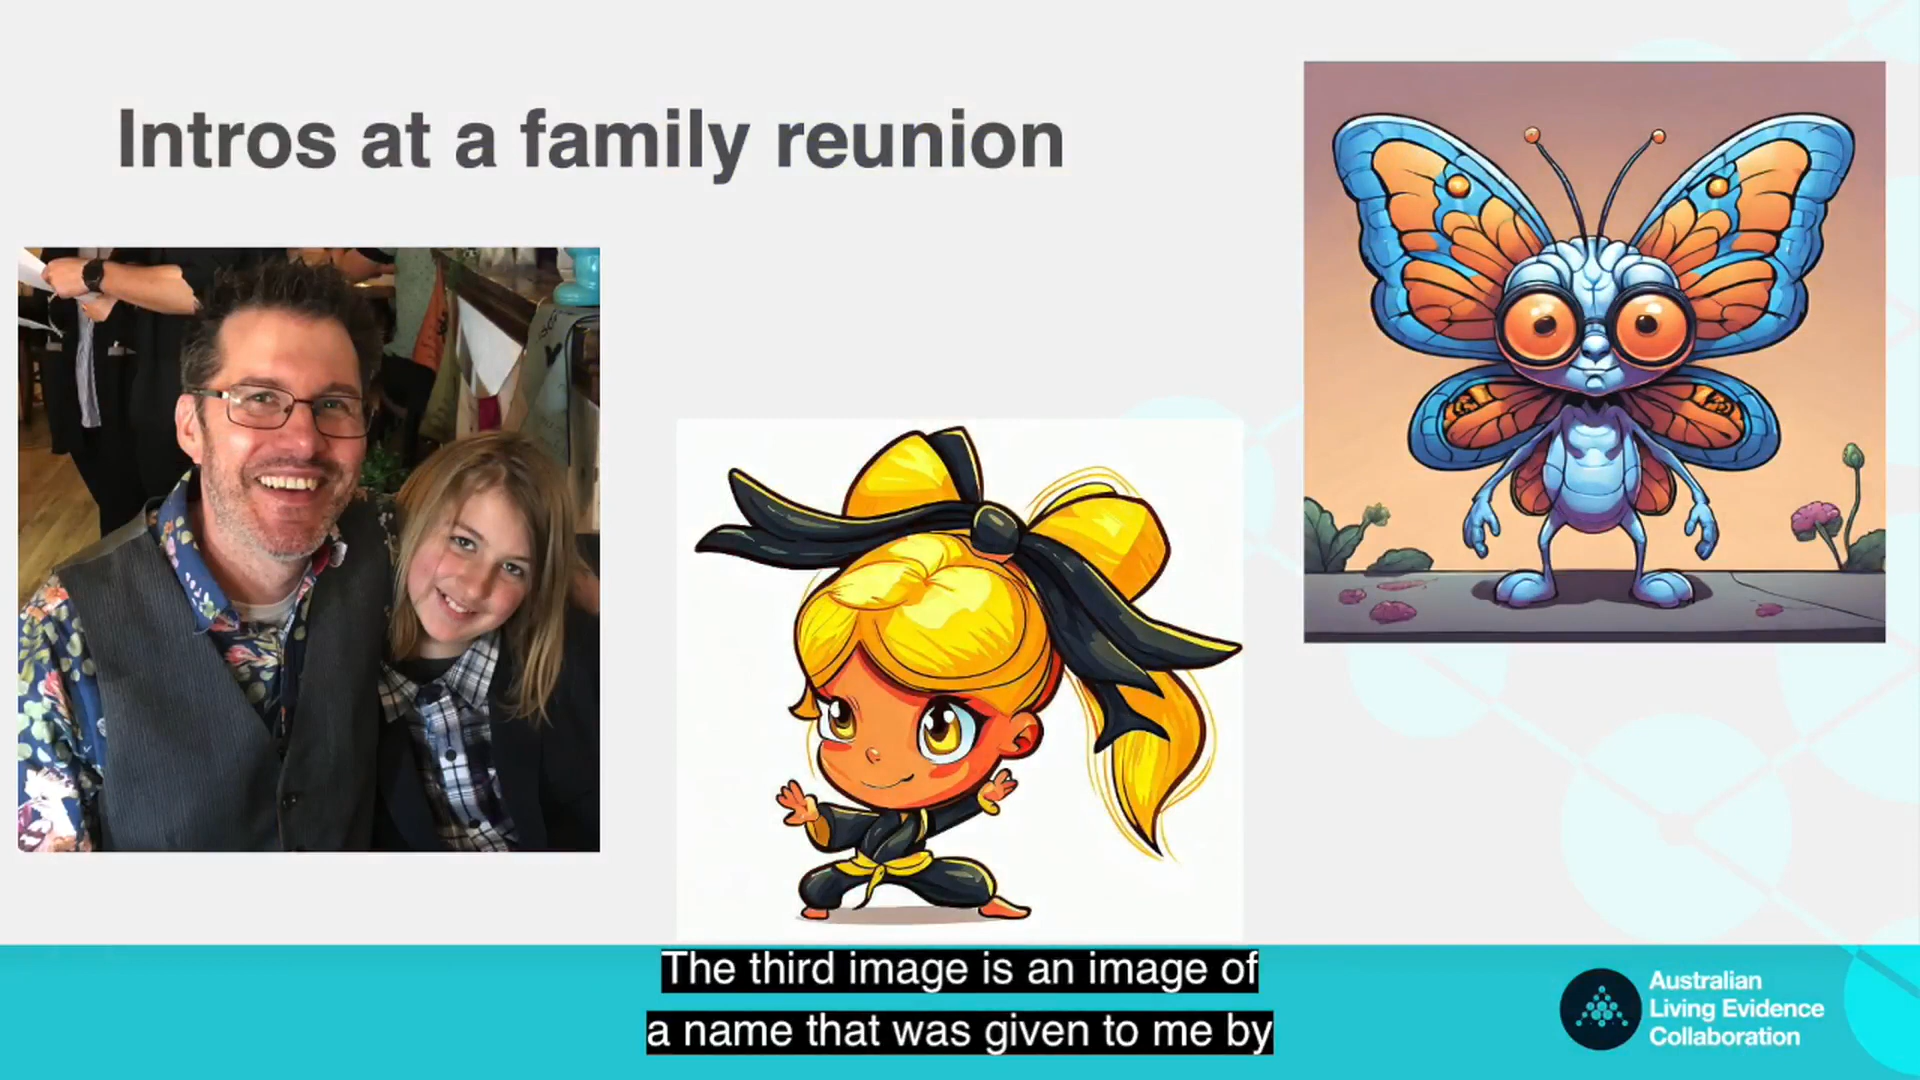 Intros at a family reunion
The third image is an image of
a name that was given to me by
Australian
Living Evidence
Collaboration